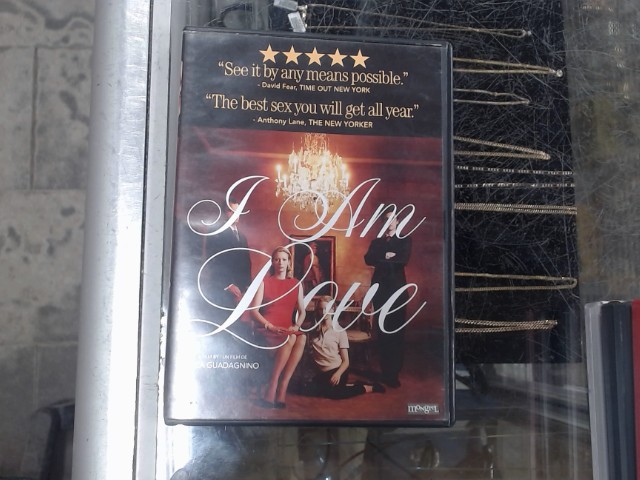 "See it by any means possible."
- David Fear, TIME OUT NEW YORK
"The best sex you will get all year."
- Anthony Lane, THE NEW YORKER
I Am
Love
GUADAGNINO
mongrel